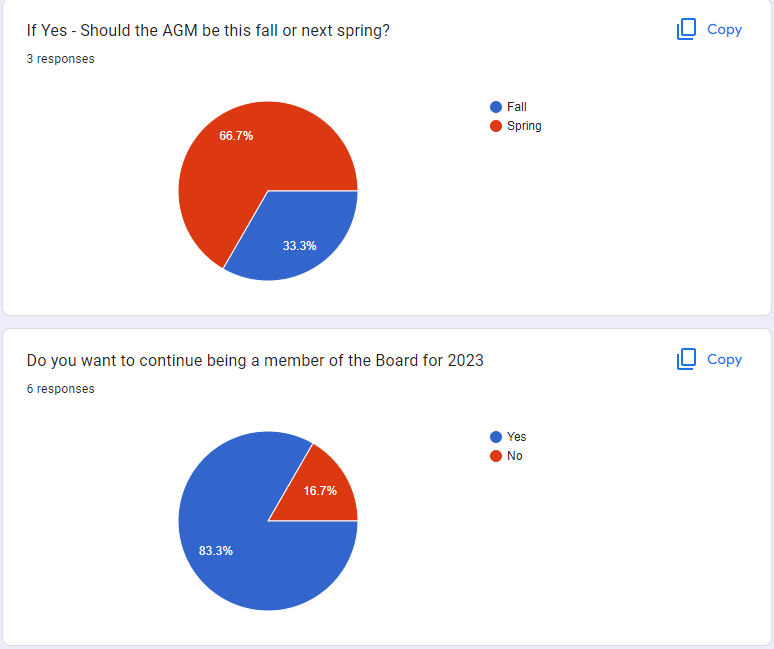 If Yes - Should the AGM be this fall or next spring?
Copy
3 responses
Fall
Spring
66.7%
33.3%
Do you want to continue being a member of the Board for 2023
Copy
6 responses
Yes
No
16.7%
83.3%